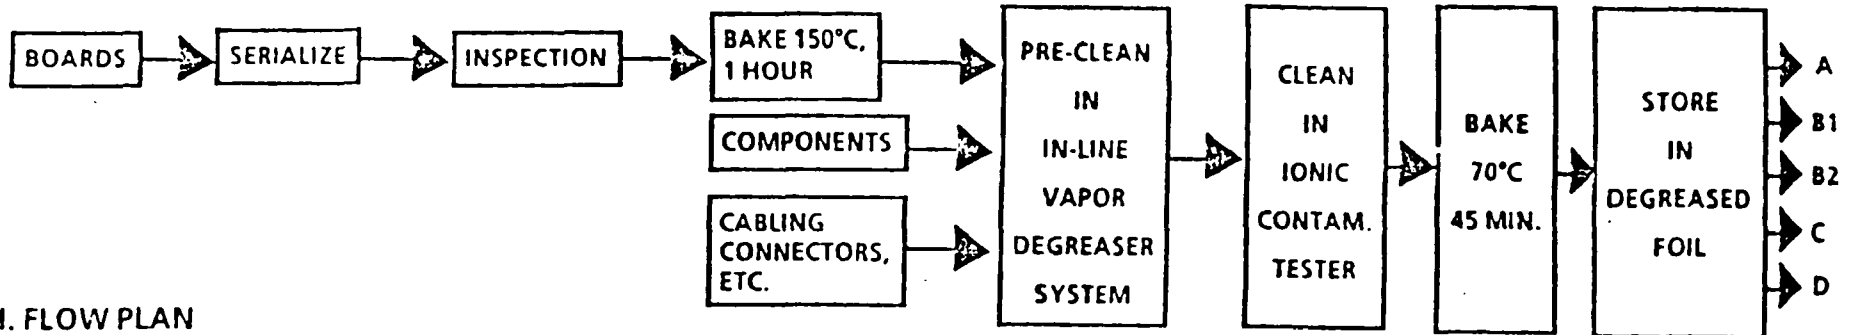 BOARDS
SERIALIZE
INSPECTION
BAKE 150°C,
1 HOUR
COMPONENTS
CABLING
CONNECTORS,
ETC.
PRE-CLEAN
IN
IN-LINE
VAPOR
DEGREASER
SYSTEM
CLEAN
IN
IONIC
CONTAM.
TESTER
BAKE
70°C
45 MIN.
STORE
IN
DEGREASED
FOIL
A
B1
B2
C
D
I. FLOW PLAN